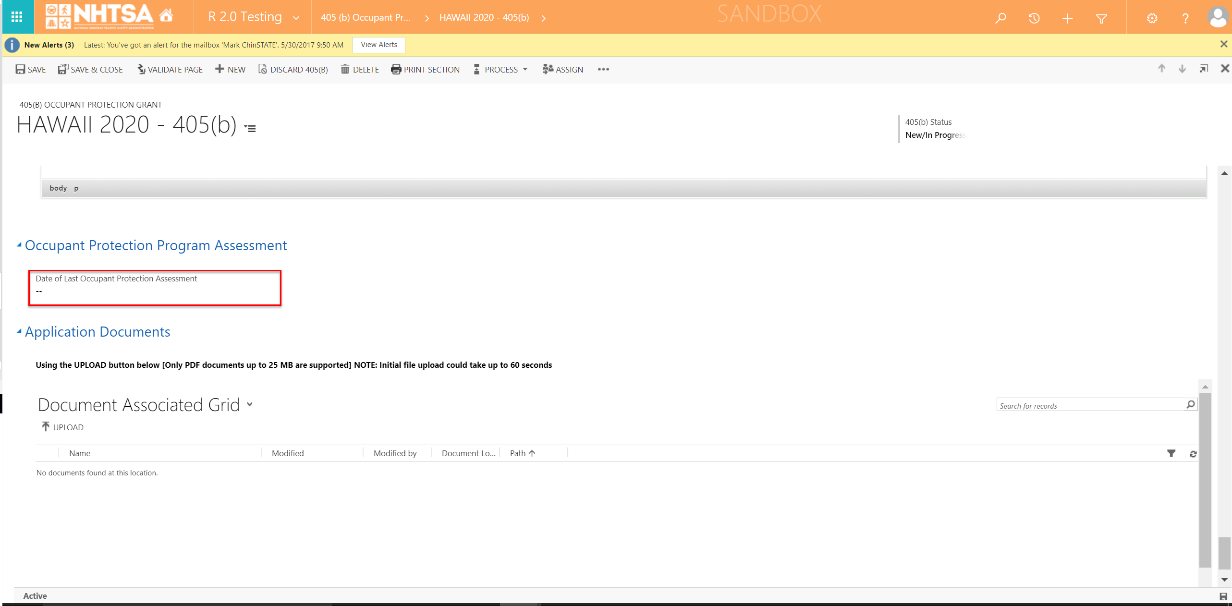 NHTSA
R 2.0 Testing
405 (b) Occupant Pr...
HAWAII 2020 - 405(b)
SANDBOX
New Alerts (3) Latest: You've got an alert for the mailbox 'Mark ChinSTATE'. 5/30/2017 9:50 AM View Alerts
SAVE SAVE & CLOSE VALIDATE PAGE NEW DISCARD 405(B) DELETE PRINT SECTION PROCESS ASSIGN
405(B) OCCUPANT PROTECTION GRANT
HAWAII 2020 - 405(b)
405(b) Status
New/In Progress
body p
Occupant Protection Program Assessment
Date of Last Occupant Protection Assessment
--
Application Documents
Using the UPLOAD button below [Only PDF documents up to 25 MB are supported] NOTE: Initial file upload could take up to 60 seconds
Document Associated Grid
Search for records
UPLOAD
Name Modified Modified by Document Lo... Path
No documents found at this location.
Active